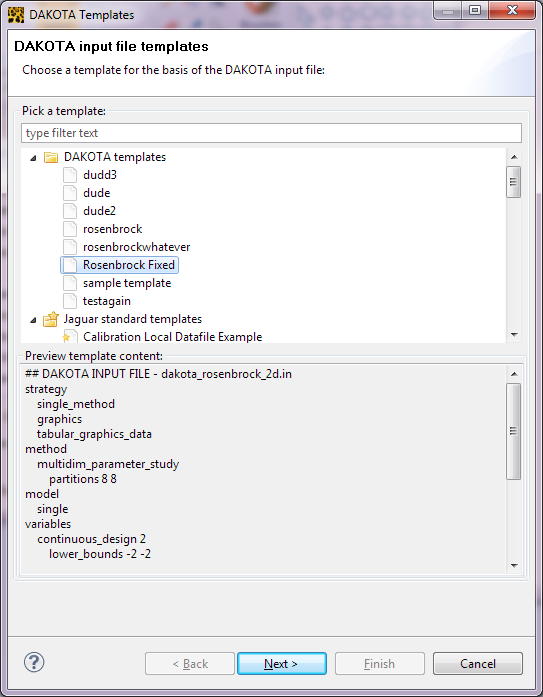 DAKOTA Templates
DAKOTA input file templates
Choose a template for the basis of the DAKOTA input file:
Pick a template:
type filter text
DAKOTA templates
dudd3
dude
dude2
rosenbrock
rosenbrockwhatever
Rosenbrock Fixed
sample template
testagain
Jaguar standard templates
Calibration Local Datafile Example
Preview template content:
## DAKOTA INPUT FILE - dakota_rosenbrock_2d.in
strategy
single_method
graphics
tabular_graphics_data
method
multidim_parameter_study
partitions 8 8
model
single
variables
continuous_design 2
lower_bounds -2 -2
? < Back Next > Finish Cancel